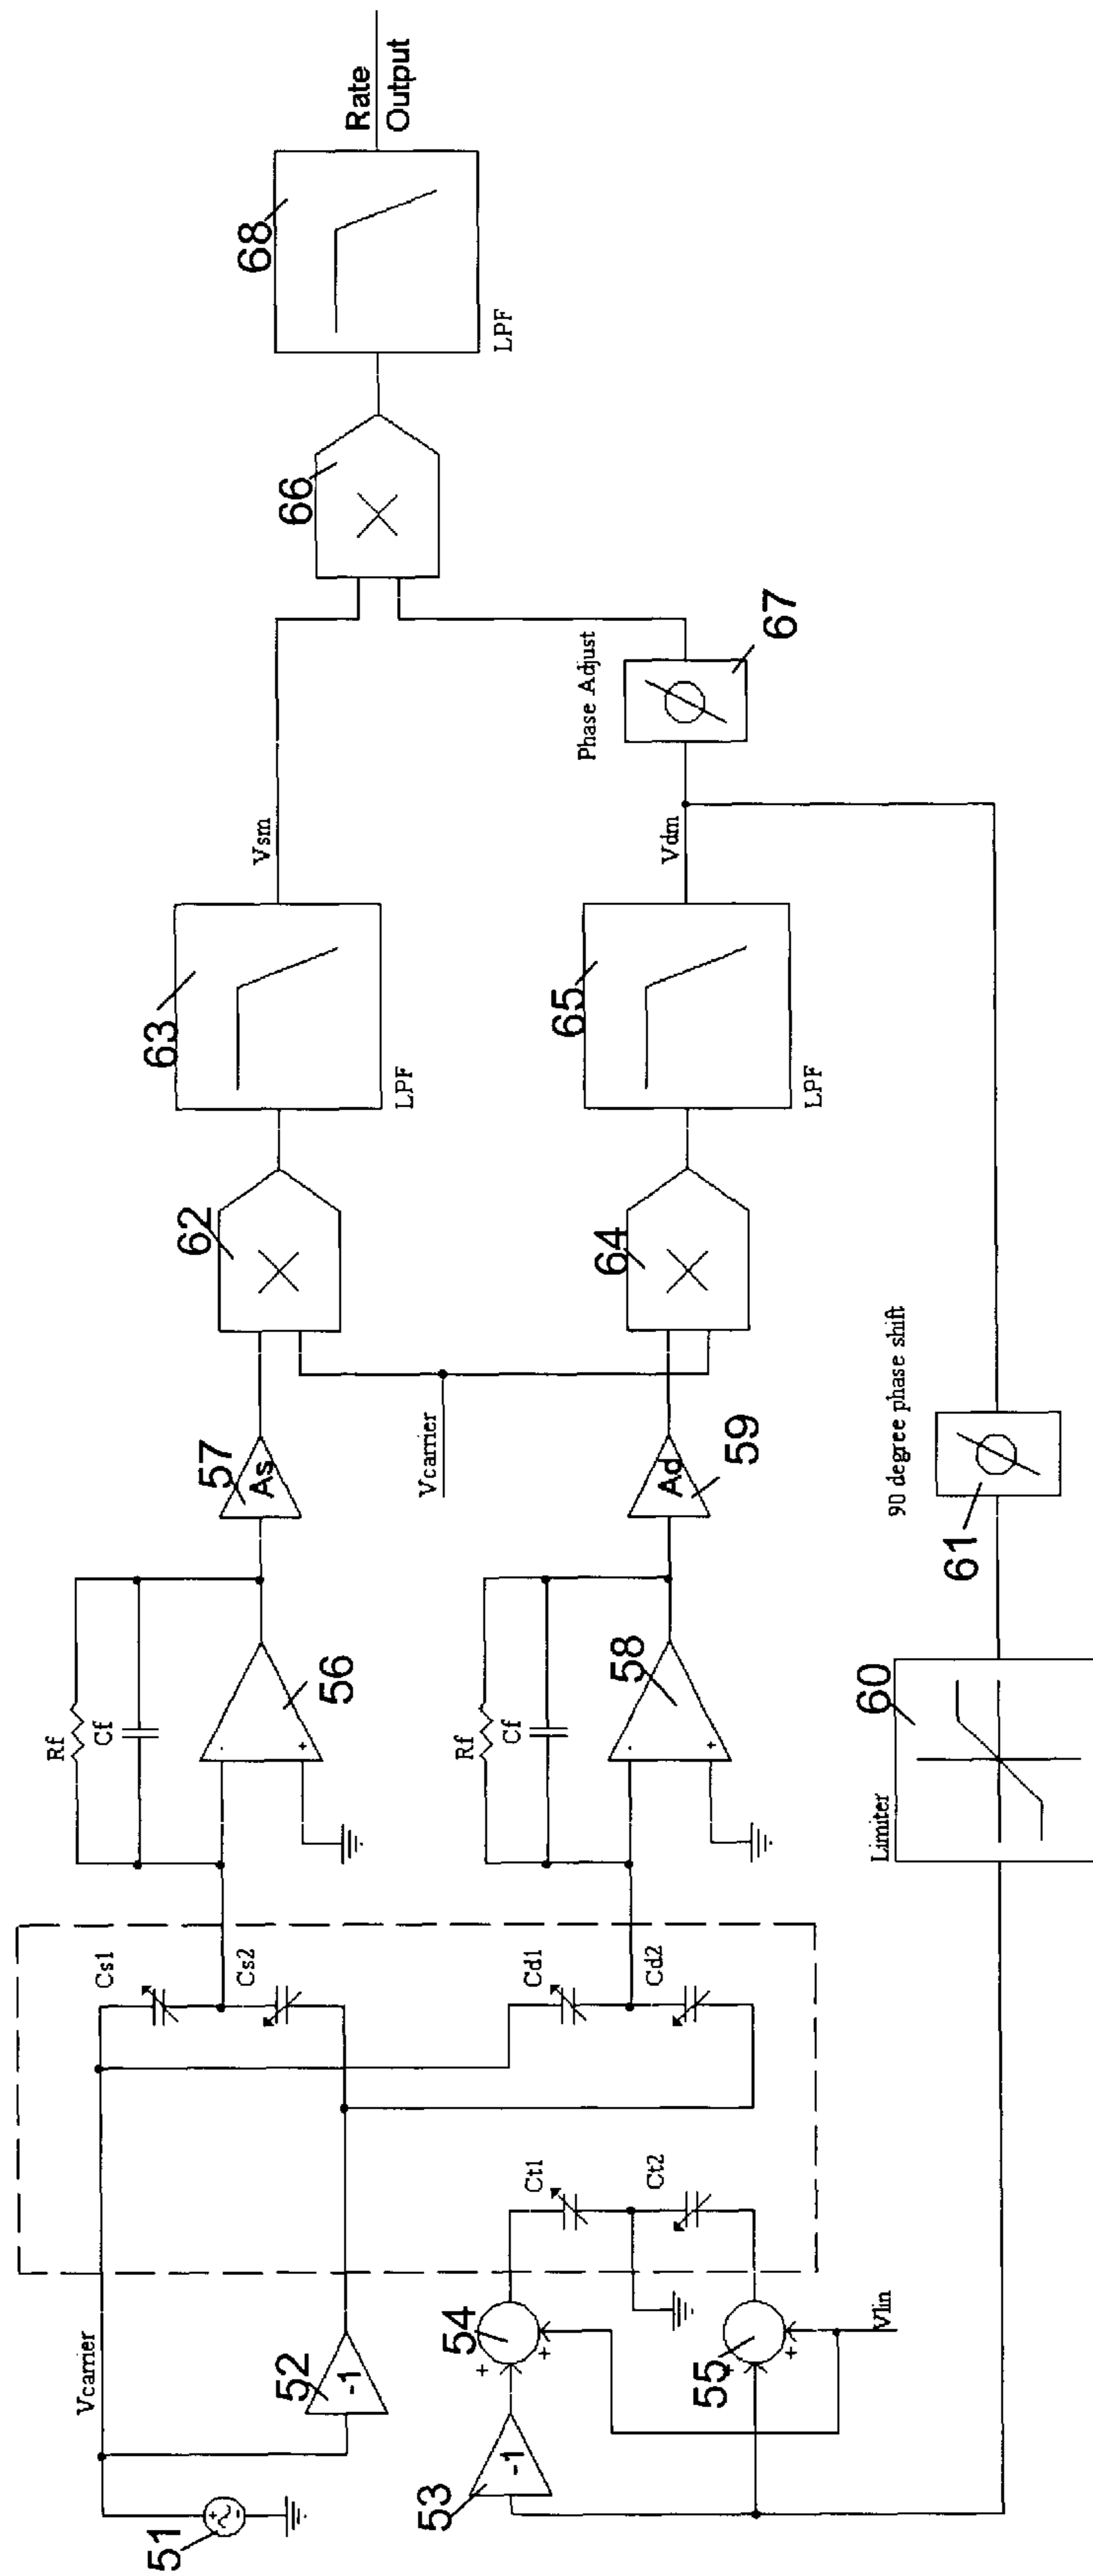 51
Vcarrier
52
-1
53
-1
54
+
+
55
+
+
Vlin
Ct1
Ct2
Cs1
Cs2
Cd1
Cd2
Rf
Cf
-
+
56
Rf
Cf
-
+
58
57
As
Ad
59
Vcarrier
62
64
63
LPF
65
LPF
Vsm
Vdm
Limiter
60
61
90 degree phase shift
Phase Adjust
67
66
68
LPF
Rate
Output